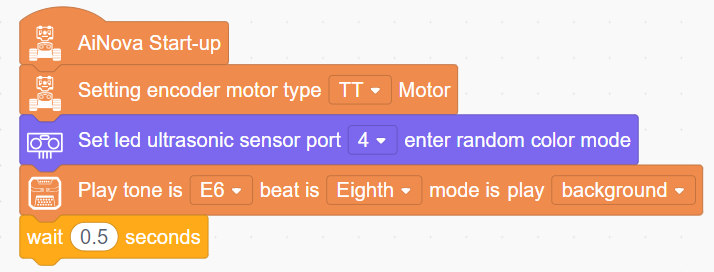 AiNova Start-up
Setting encoder motor type TT Motor
Set led ultrasonic sensor port 4 enter random color mode
Play tone is E6 beat is Eighth mode is play background
wait 0.5 seconds